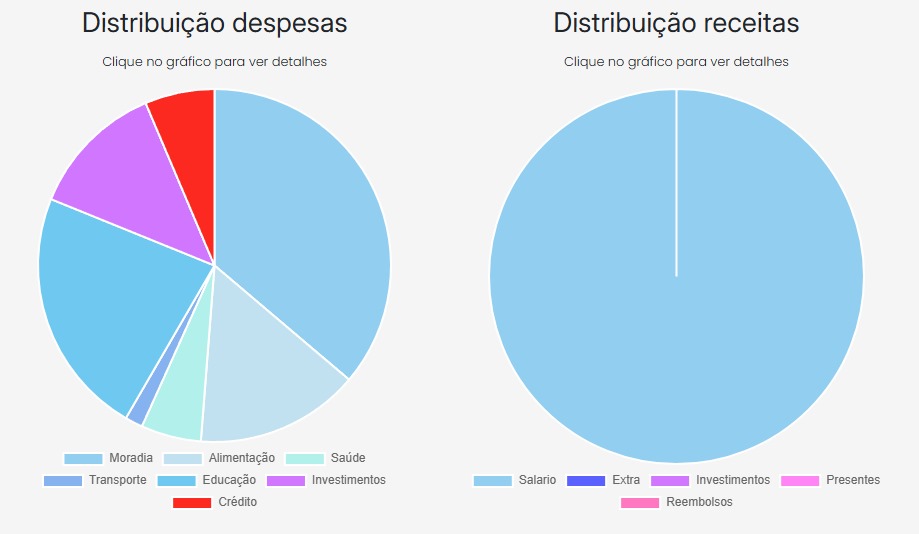 Distribuição despesas
Clique no gráfico para ver detalhes
Moradia Alimentação Saúde
Transporte Educação Investimentos
Crédito
Distribuição receitas
Clique no gráfico para ver detalhes
Salario Extra Investimentos Presentes
Reembolsos